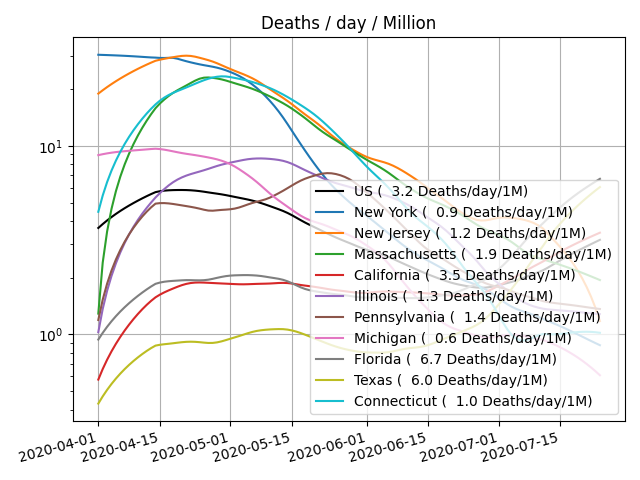 Deaths / day / Million
10¹
10⁰
US (  3.2 Deaths/day/1M)
New York (  0.9 Deaths/day/1M)
New Jersey (  1.2 Deaths/day/1M)
Massachusetts (  1.9 Deaths/day/1M)
California (  3.5 Deaths/day/1M)
Illinois (  1.3 Deaths/day/1M)
Pennsylvania (  1.4 Deaths/day/1M)
Michigan (  0.6 Deaths/day/1M)
Florida (  6.7 Deaths/day/1M)
Texas (  6.0 Deaths/day/1M)
Connecticut (  1.0 Deaths/day/1M)
2020-04-01 2020-04-15 2020-05-01 2020-05-15 2020-06-01 2020-06-15 2020-07-01 2020-07-15